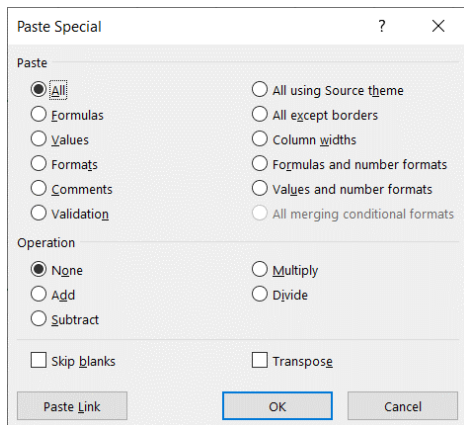 Paste Special ?
Paste
All
All using Source theme
Formulas
All except borders
Values
Column widths
Formats
Formulas and number formats
Comments
Values and number formats
Validation
All merging conditional formats
Operation
None
Multiply
Add
Divide
Subtract
Skip blanks
Transpose
Paste Link
OK
Cancel